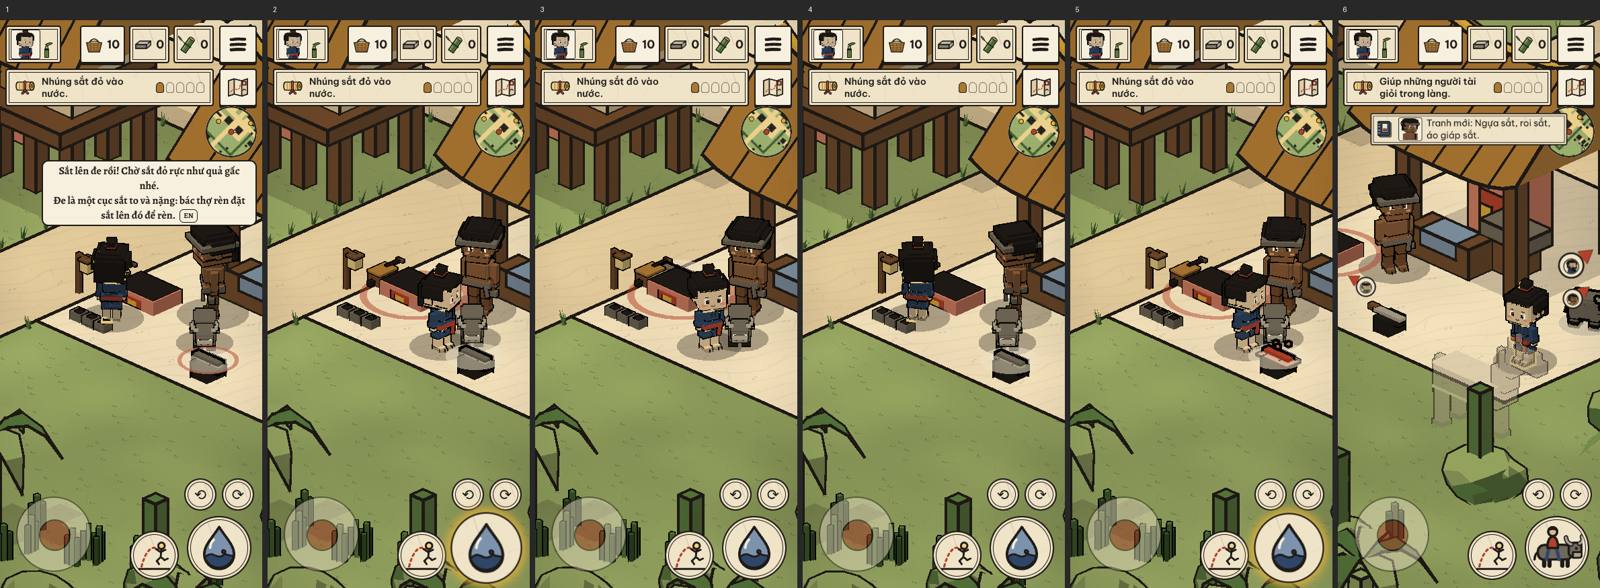 1
10
0
0
Nhúng sắt đỏ vào
nước.
Sắt lên đe rồi! Chờ sắt đỏ rực như quả gấc
nhé.
Đe là một cục sắt to và nặng: bác thợ rèn đặt
sắt lên đó để rèn. EN
2
10
0
0
Nhúng sắt đỏ vào
nước.
3
10
0
0
Nhúng sắt đỏ vào
nước.
4
10
0
0
Nhúng sắt đỏ vào
nước.
5
10
0
0
Nhúng sắt đỏ vào
nước.
6
10
0
0
Giúp những người tài
giỏi trong làng.
Tranh mới: Ngựa sắt, roi sắt,
áo giáp sắt.